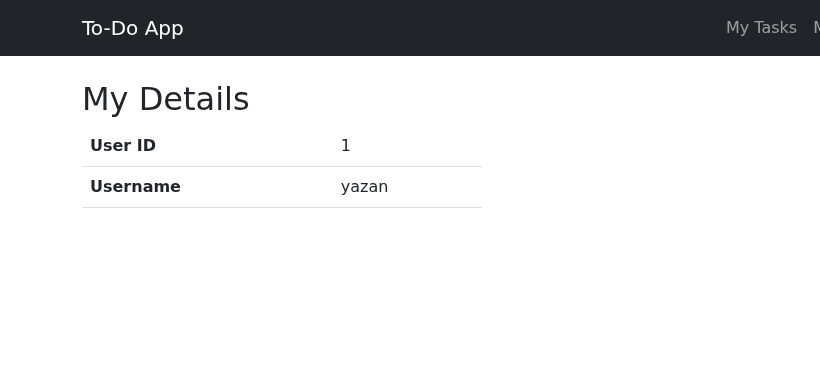 To-Do App My Tasks
My Details
User ID 1
Username yazan